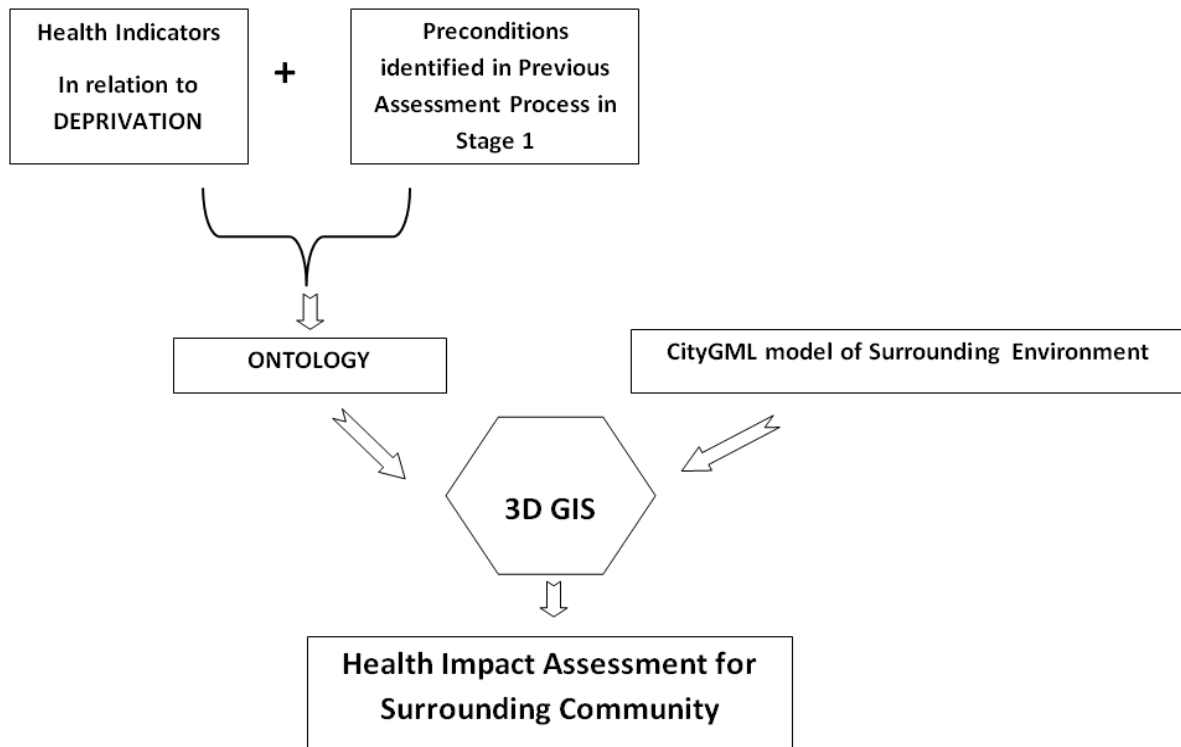 Health Indicators
In relation to
DEPRIVATION
+
Preconditions
identified in Previous
Assessment Process in
Stage 1
ONTOLOGY
CityGML model of Surrounding Environment
3D GIS
Health Impact Assessment for
Surrounding Community